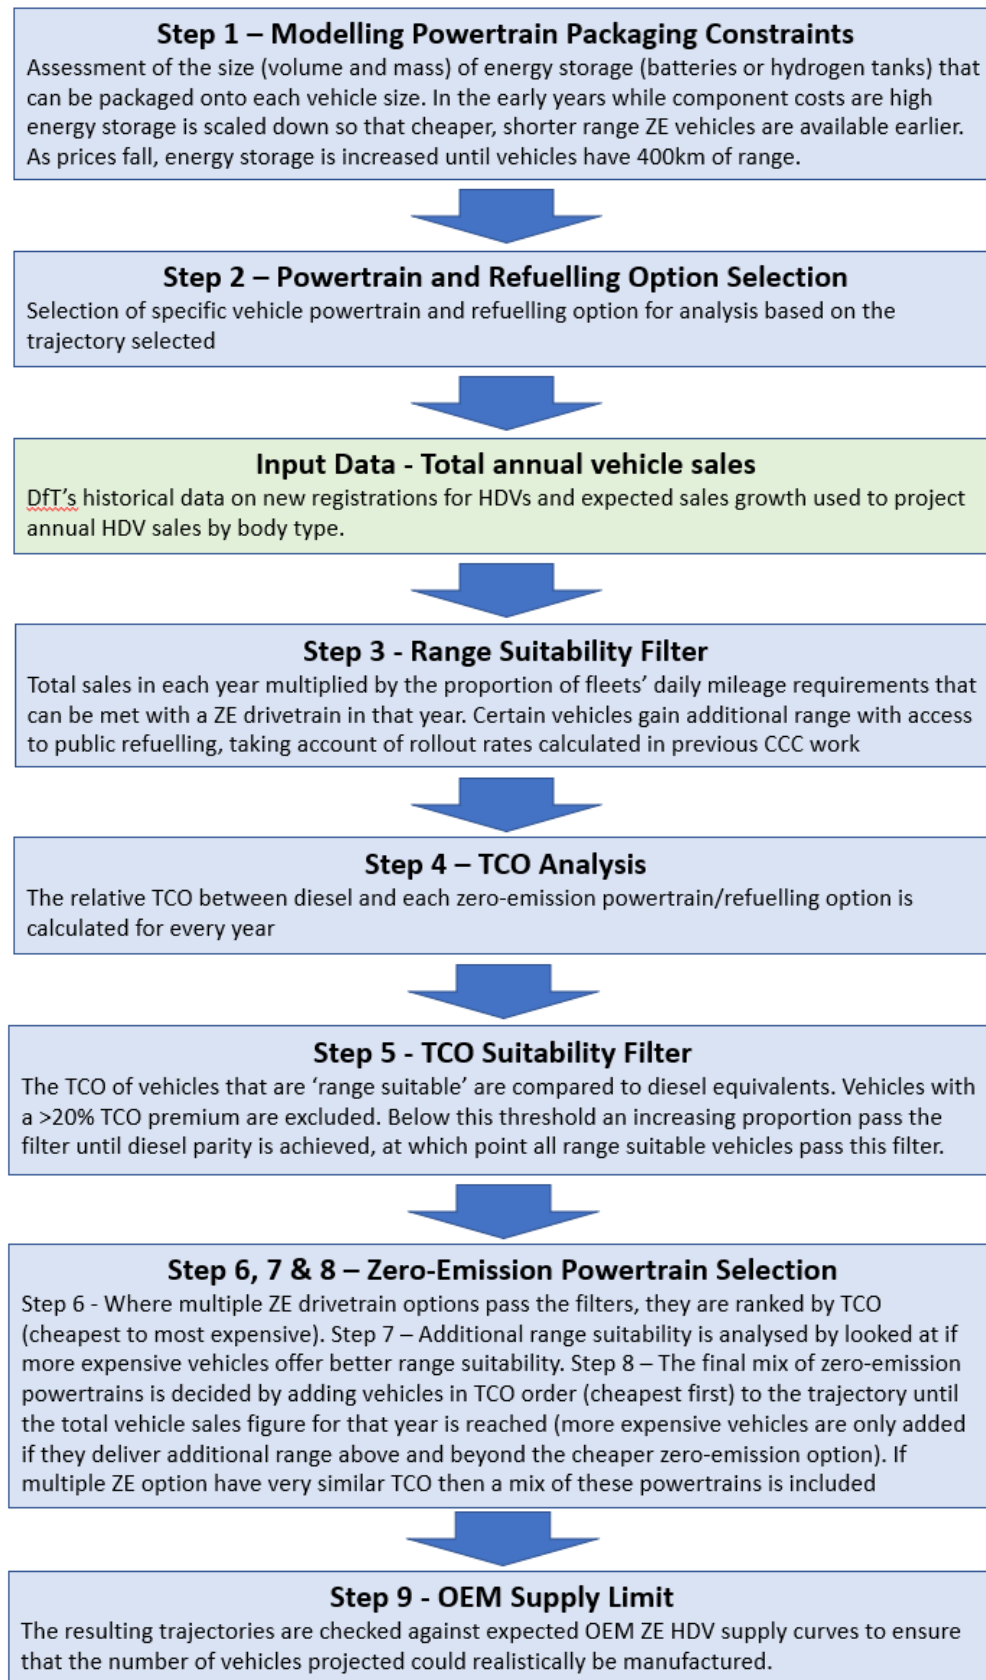 Step 1 – Modelling Powertrain Packaging Constraints
Assessment of the size (volume and mass) of energy storage (batteries or hydrogen tanks) that
can be packaged onto each vehicle size. In the early years while component costs are high
energy storage is scaled down so that cheaper, shorter range ZE vehicles are available earlier.
As prices fall, energy storage is increased until vehicles have 400km of range.
Step 2 – Powertrain and Refuelling Option Selection
Selection of specific vehicle powertrain and refuelling option for analysis based on the
trajectory selected
Input Data - Total annual vehicle sales
DfT's historical data on new registrations for HDVs and expected sales growth used to project
annual HDV sales by body type.
Step 3 - Range Suitability Filter
Total sales in each year multiplied by the proportion of fleets' daily mileage requirements that
can be met with a ZE drivetrain in that year. Certain vehicles gain additional range with access
to public refuelling, taking account of rollout rates calculated in previous CCC work
Step 4 – TCO Analysis
The relative TCO between diesel and each zero-emission powertrain/refuelling option is
calculated for every year
Step 5 - TCO Suitability Filter
The TCO of vehicles that are 'range suitable' are compared to diesel equivalents. Vehicles with
a >20% TCO premium are excluded. Below this threshold an increasing proportion pass the
filter until diesel parity is achieved, at which point all range suitable vehicles pass this filter.
Step 6, 7 & 8 – Zero-Emission Powertrain Selection
Step 6 - Where multiple ZE drivetrain options pass the filters, they are ranked by TCO
(cheapest to most expensive). Step 7 – Additional range suitability is analysed by looked at if
more expensive vehicles offer better range suitability. Step 8 – The final mix of zero-emission
powertrains is decided by adding vehicles in TCO order (cheapest first) to the trajectory until
the total vehicle sales figure for that year is reached (more expensive vehicles are only added
if they deliver additional range above and beyond the cheaper zero-emission option). If
multiple ZE option have very similar TCO then a mix of these powertrains is included
Step 9 - OEM Supply Limit
The resulting trajectories are checked against expected OEM ZE HDV supply curves to ensure
that the number of vehicles projected could realistically be manufactured.